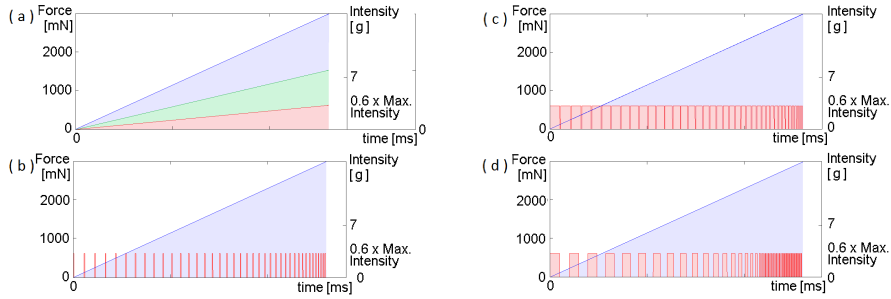 ( a )
Force
[mN]
2000
1000
0
0
Intensity
[ g ]
7
0.6 x Max.
Intensity
time [ms]
0
( c )
Force
[mN]
2000
1000
0
0
Intensity
[ g ]
7
0.6 x Max.
Intensity
0
time [ms]
( b )
Force
[mN]
2000
1000
0
0
Intensity
[ g ]
7
0.6 x Max.
Intensity
0
time [ms]
( d )
Force
[mN]
2000
1000
0
0
Intensity
[ g ]
7
0.6 x Max.
Intensity
0
time [ms]